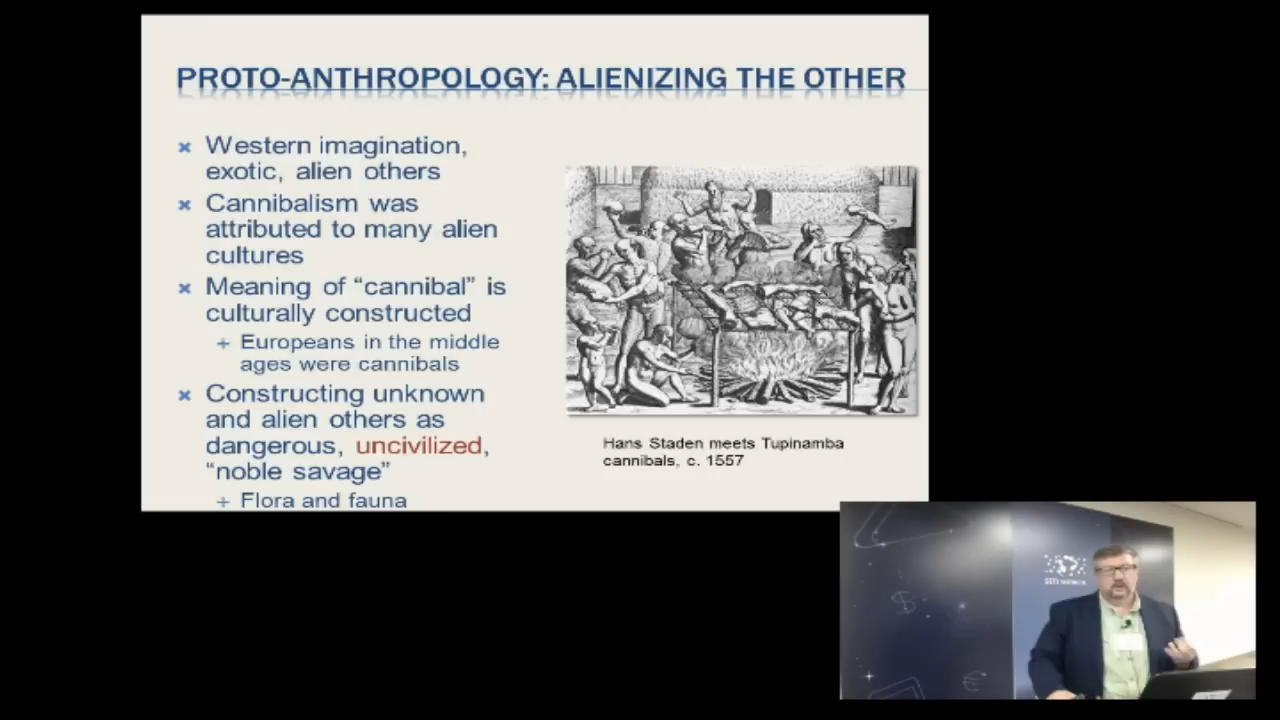 PROTO-ANTHROPOLOGY: ALIENIZING THE OTHER
Western imagination,
exotic, alien others
Cannibalism was
attributed to many alien
cultures
Meaning of “cannibal” is
culturally constructed
+ Europeans in the middle
ages were cannibals
Constructing unknown
and alien others as
dangerous, uncivilized,
“noble savage”
+ Flora and fauna
Hans Staden meets Tupinamba
cannibals, c. 1557
SETI
$
€